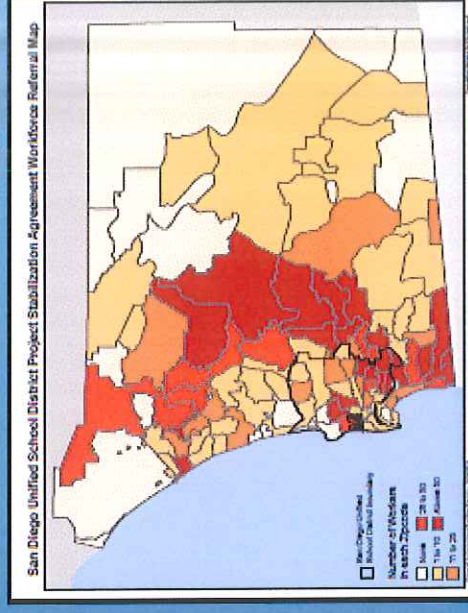 San Diego Unified School District Project Stabilization Agreement Workforce Referral Map
San Diego Unified
School District Boundary
Number of Workers
in each Zipcode
None
1 to 10
11 to 25
26 to 50
Above 50